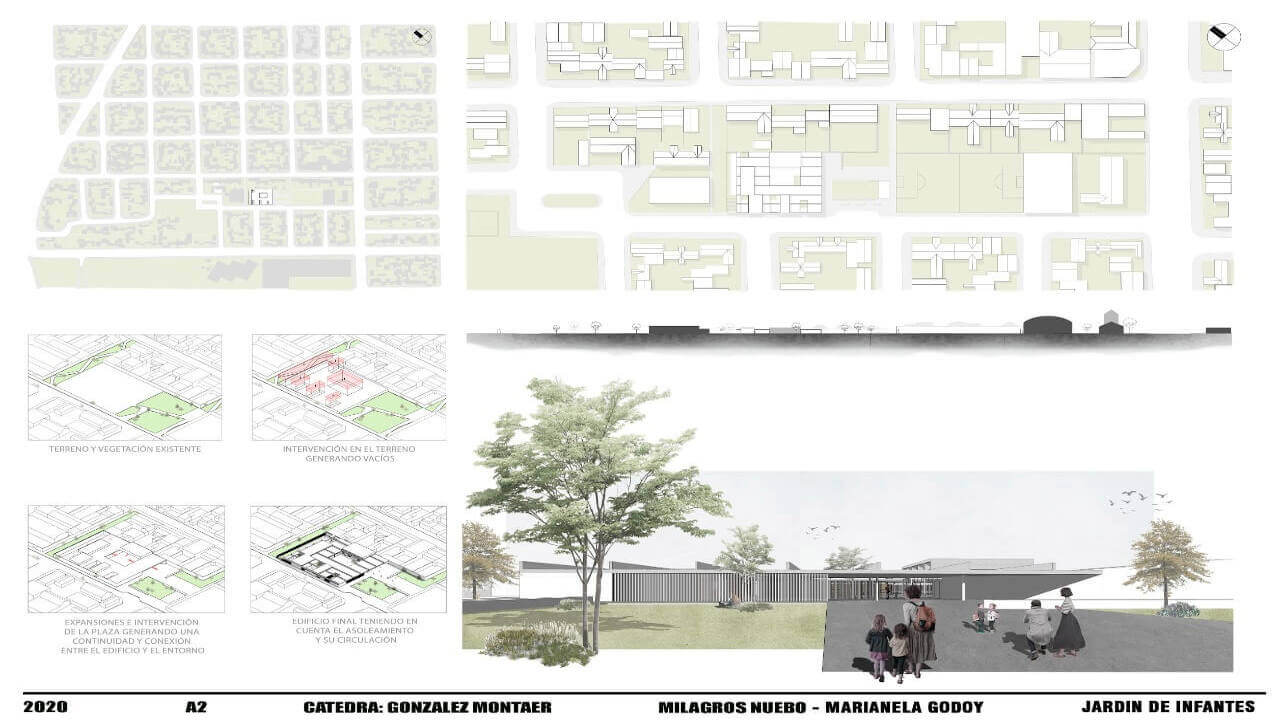 TERRENO Y VEGETACIÓN EXISTENTE
INTERVENCIÓN EN EL TERRENO
GENERANDO VACÍOS
EXPANSIONES E INTERVENCIÓN
DE LA PLAZA GENERANDO UNA
CONTINUIDAD Y CONEXIÓN
ENTRE EL EDIFICIO Y EL ENTORNO
EDIFICIO FINAL TENIENDO EN
CUENTA EL ASOLEAMIENTO
Y SU CIRCULACIÓN
2020 A2 CATEDRA: GONZALEZ MONTAER MILAGROS NUEBO - MARIANELA GODOY JARDIN DE INFANTES